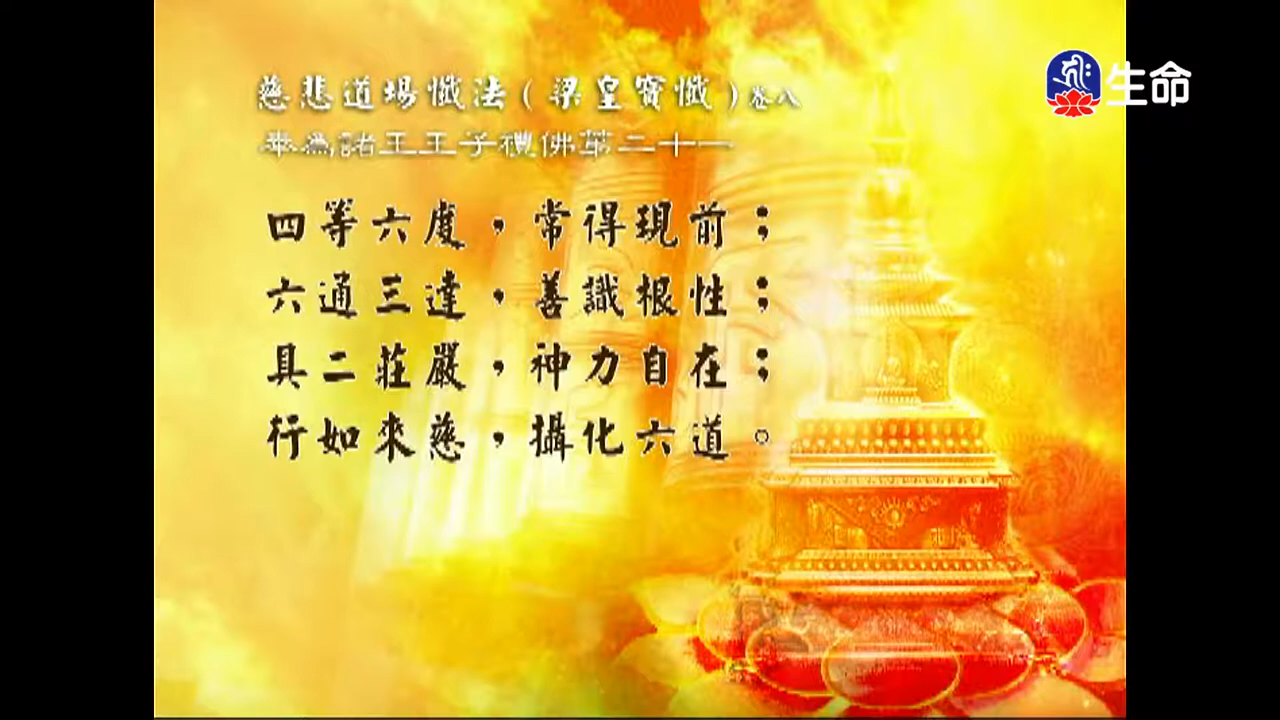 慈悲道場懺法（梁皇寶懺）卷八
生命
奉為諸王王子禮佛第二十一
四等六度，常得現前；
六通三達，善識根性；
具二莊嚴，神力自在；
行如來慈，攝化六道。